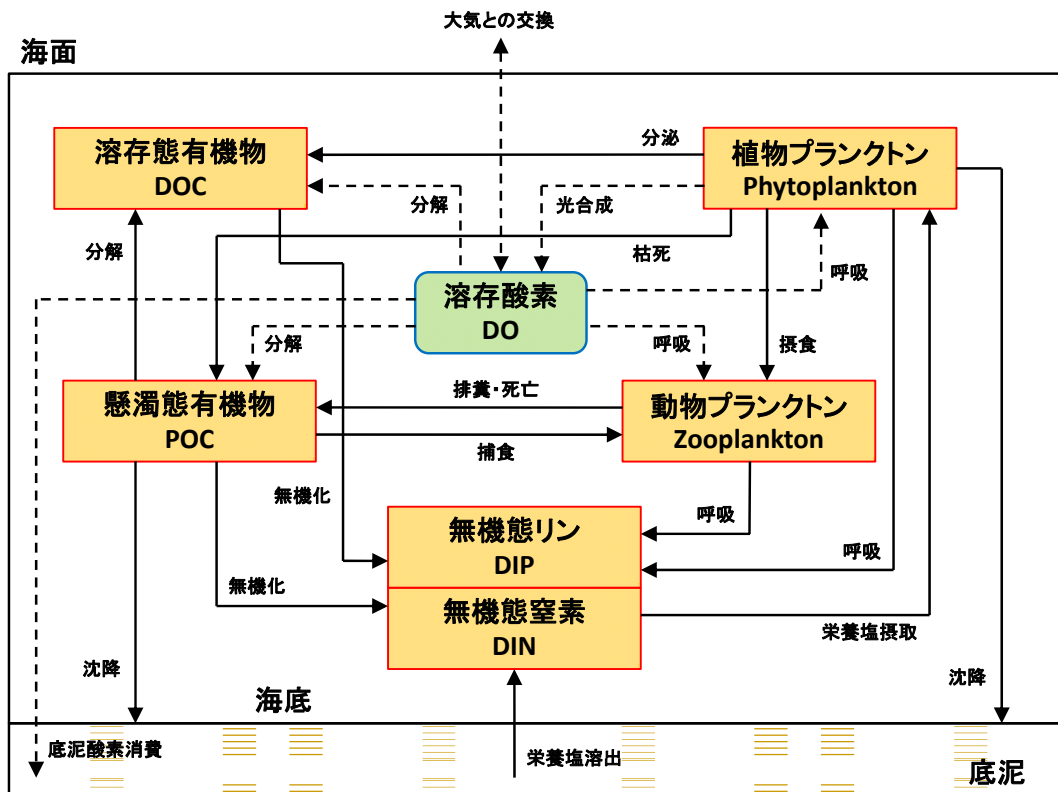 大気との交換
海面
溶存態有機物
DOC
分泌
植物プランクトン
Phytoplankton
分解
光合成
分解
枯死
呼吸
溶存酸素
DO
分解
呼吸
摂食
懸濁態有機物
POC
排糞・死亡
捕食
動物プランクトン
Zooplankton
無機化
呼吸
無機態リン
DIP
呼吸
無機化
無機態窒素
DIN
栄養塩摂取
沈降
沈降
海底
底泥酸素消費
栄養塩溶出
底泥